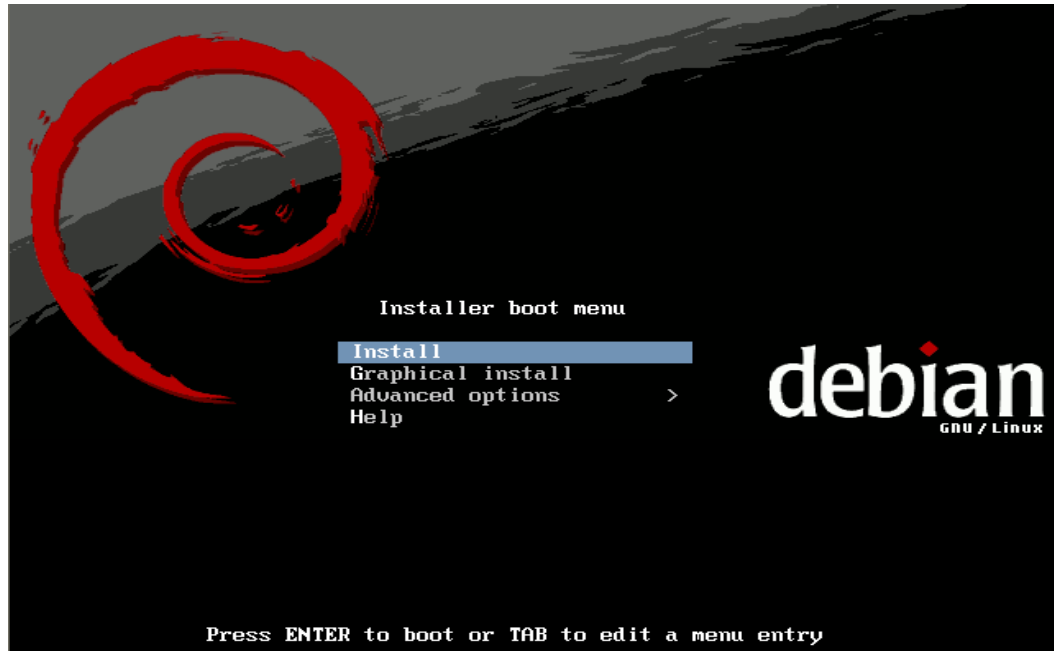 Installer boot menu
Install
Graphical install
Advanced options >
Help
debian
GNU/Linux
Press ENTER to boot or TAB to edit a menu entry